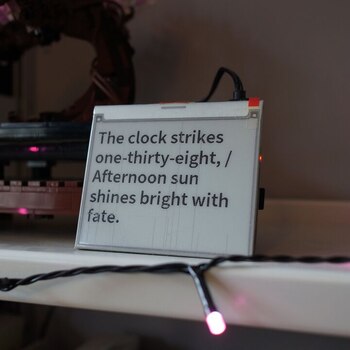 The clock strikes
one-thirty-eight, /
Afternoon sun
shines bright with
fate.